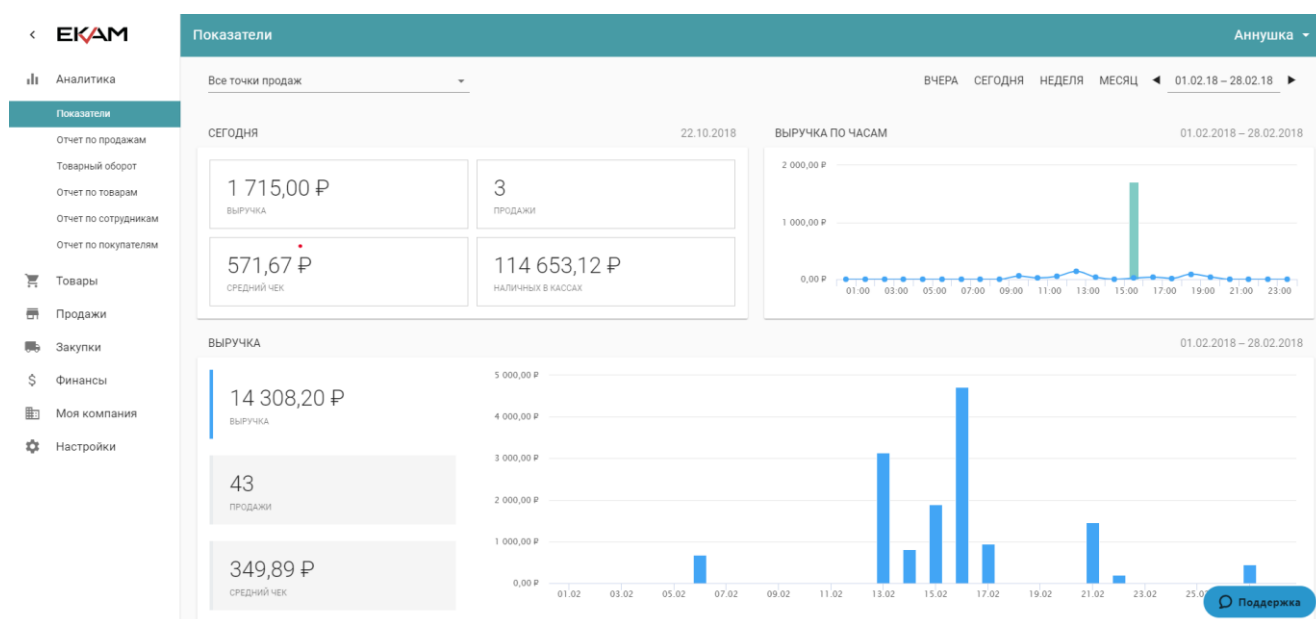 EKAM
Показатели
Аннушка
Аналитика
Показатели
Отчет по продажам
Товарный оборот
Отчет по товарам
Отчет по сотрудникам
Отчет по покупателям
Товары
Продажи
Закупки
Финансы
Моя компания
Настройки
Все точки продаж
ВЧЕРА СЕГОДНЯ НЕДЕЛЯ МЕСЯЦ 01.02.18 – 28.02.18
СЕГОДНЯ 22.10.2018
1 715,00 ₽
ВЫРУЧКА
3
ПРОДАЖИ
571,67 ₽
СРЕДНИЙ ЧЕК
114 653,12 ₽
НАЛИЧНЫХ В КАССАХ
ВЫРУЧКА ПО ЧАСАМ 01.02.2018 – 28.02.2018
2 000,00 ₽
1 000,00 ₽
0,00 ₽
01:00 03:00 05:00 07:00 09:00 11:00 13:00 15:00 17:00 19:00 21:00 23:00
ВЫРУЧКА 01.02.2018 – 28.02.2018
14 308,20 ₽
ВЫРУЧКА
43
ПРОДАЖИ
349,89 ₽
СРЕДНИЙ ЧЕК
5 000,00 ₽
4 000,00 ₽
3 000,00 ₽
2 000,00 ₽
1 000,00 ₽
0,00 ₽
01.02 03.02 05.02 07.02 09.02 11.02 13.02 15.02 17.02 19.02 21.02 23.02
Поддержка